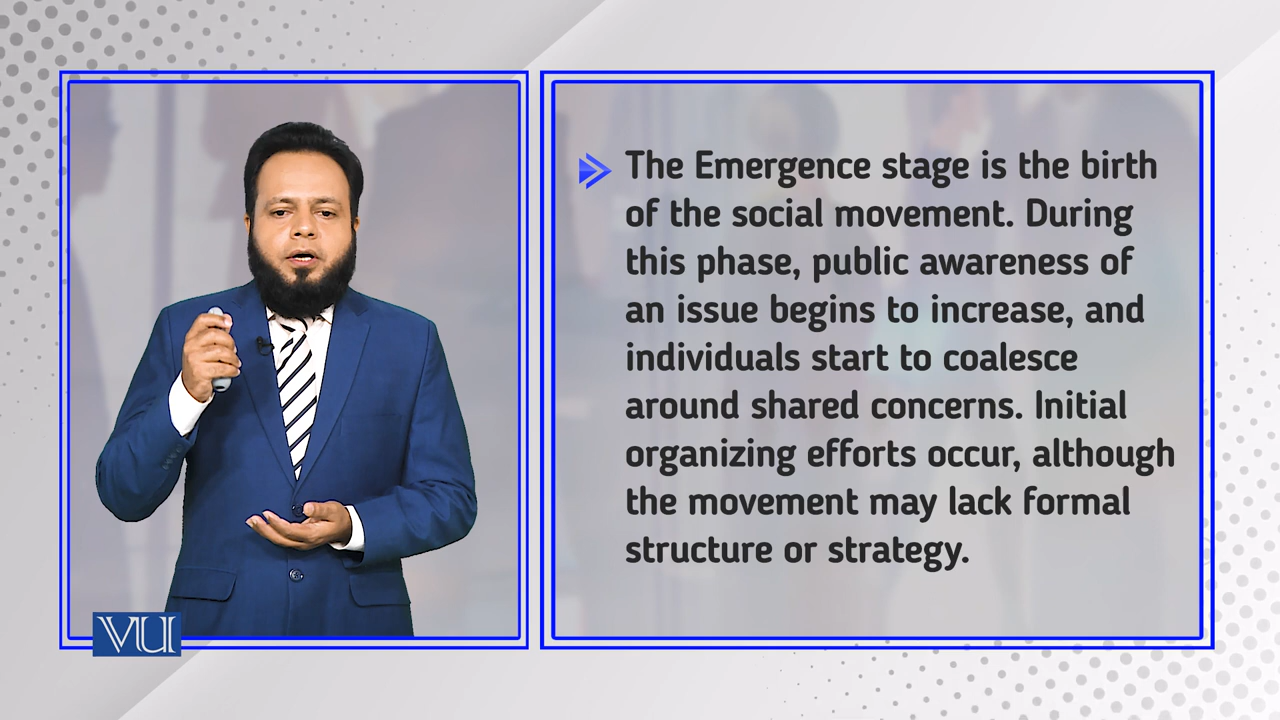 The Emergence stage is the birth
of the social movement. During
this phase, public awareness of
an issue begins to increase, and
individuals start to coalesce
around shared concerns. Initial
organizing efforts occur, although
the movement may lack formal
structure or strategy.
VU